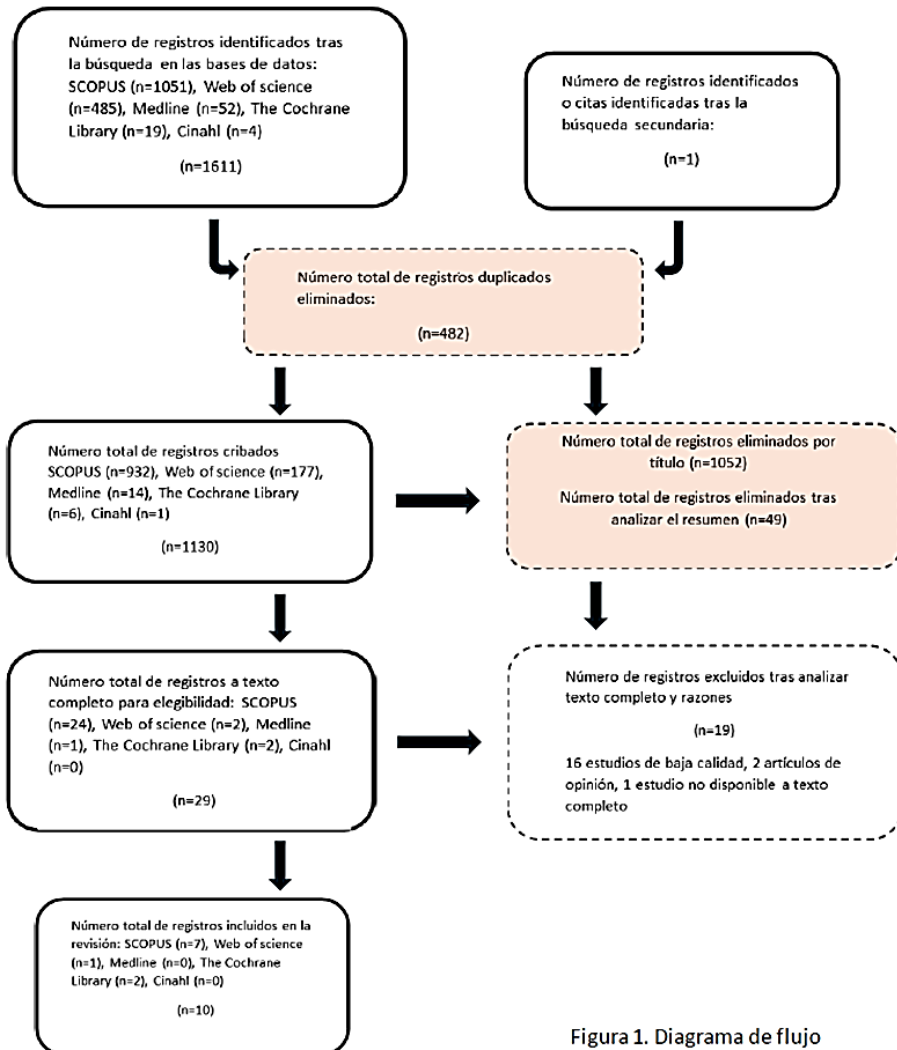 Número de registros identificados tras
la búsqueda en las bases de datos:
SCOPUS (n=1051), Web of science
(n=485), Medline (n=52), The Cochrane
Library (n=19), Cinahl (n=4)
(n=1611)
Número de registros identificados
o citas identificadas tras la
búsqueda secundaria:
(n=1)
Número total de registros duplicados
eliminados:
(n=482)
Número total de registros cribados
SCOPUS (n=932), Web of science (n=177),
Medline (n=14), The Cochrane Library
(n=6), Cinahl (n=1)
(n=1130)
Número total de registros eliminados por
título (n=1052)
Número total de registros eliminados tras
analizar el resumen (n=49)
Número total de registros a texto
completo para elegibilidad: SCOPUS
(n=24), Web of science (n=2), Medline
(n=1), The Cochrane Library (n=2), Cinahl
(n=0)
(n=29)
Número de registros excluidos tras analizar
texto completo y razones
(n=19)
16 estudios de baja calidad, 2 artículos de
opinión, 1 estudio no disponible a texto
completo
Número total de registros incluidos en la
revisión: SCOPUS (n=7), Web of science
(n=1), Medline (n=0), The Cochrane
Library (n=2), Cinahl (n=0)
(n=10)
Figura 1. Diagrama de flujo